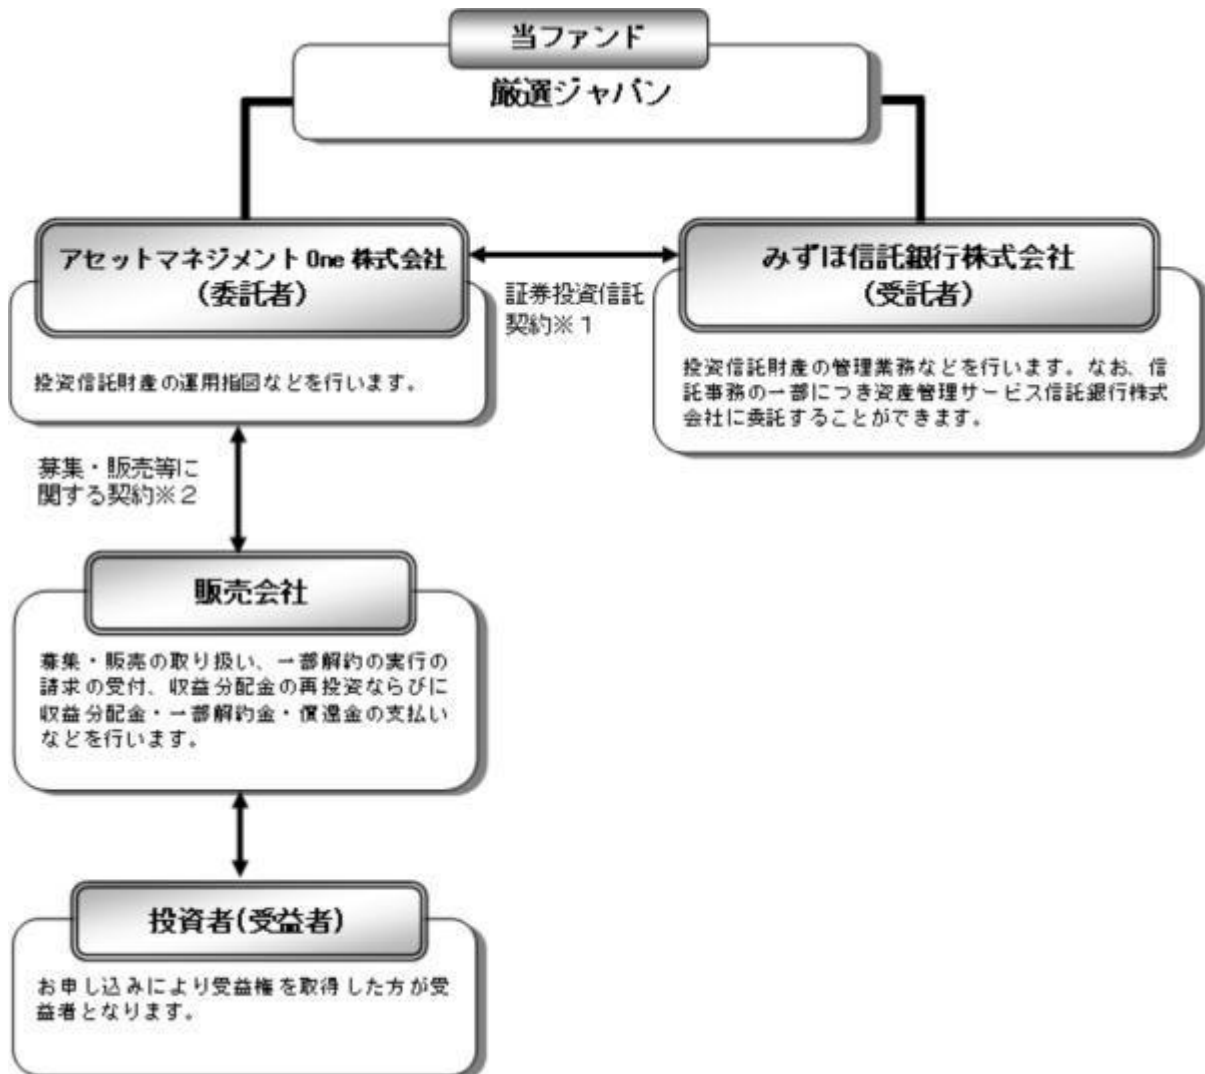 当ファンド
厳選ジャパン
アセットマネジメントOne株式会社
(委託者)
投資信託財産の運用指図などを行います。
証券投資信託
契約※1
みずほ信託銀行株式会社
(受託者)
投資信託財産の管理業務などを行います。なお、信
託事務の一部につき資産管理サービス信託銀行株式
会社に委託することができます。
募集・販売等に
関する契約※2
販売会社
募集・販売の取り扱い、一部解約の実行の
請求の受付、収益分配金の再投資ならびに
収益分配金・一部解約金・償還金の支払い
などを行います。
投資者(受益者)
お申し込みにより受益権を取得した方が受
益者となります。